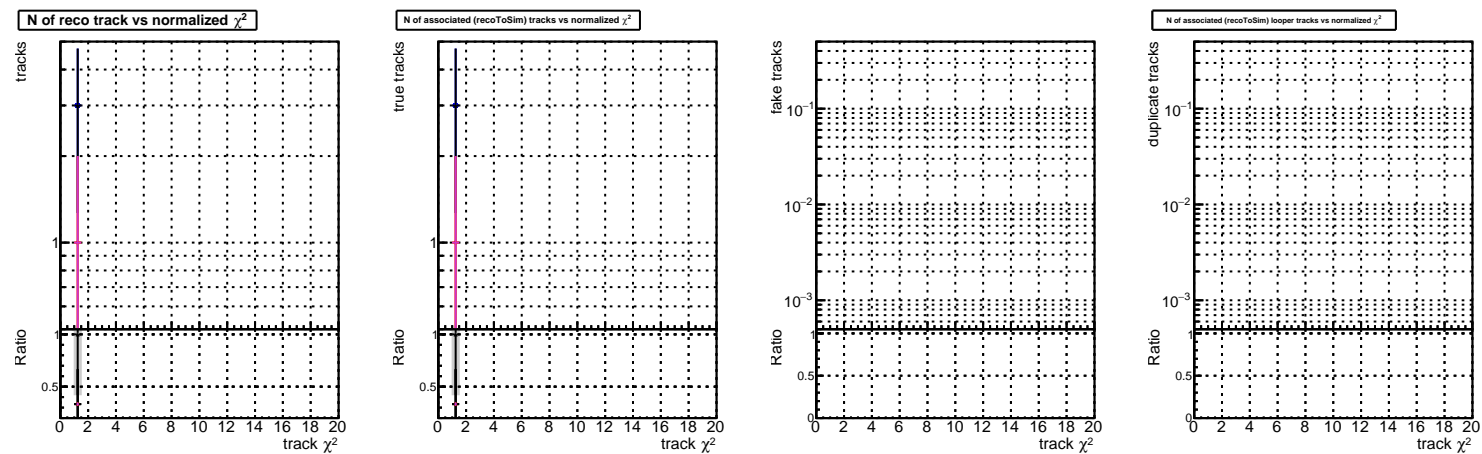 N of reco track vs normalized χ²
tracks
1
Ratio
1
0.5
0 2 4 6 8 10 12 14 16 18 20
track χ²
N of associated (recoToSim) tracks vs normalized χ²
true tracks
1
Ratio
1
0.5
0 2 4 6 8 10 12 14 16 18 20
track χ²
fake tracks
10⁻¹
10⁻²
10⁻³
Ratio
1
0.5
0
0 2 4 6 8 10 12 14 16 18 20
track χ²
N of associated (recoToSim) looper tracks vs normalized χ²
duplicate tracks
10⁻¹
10⁻²
10⁻³
Ratio
1
0.5
0
0 2 4 6 8 10 12 14 16 18 20
track χ²